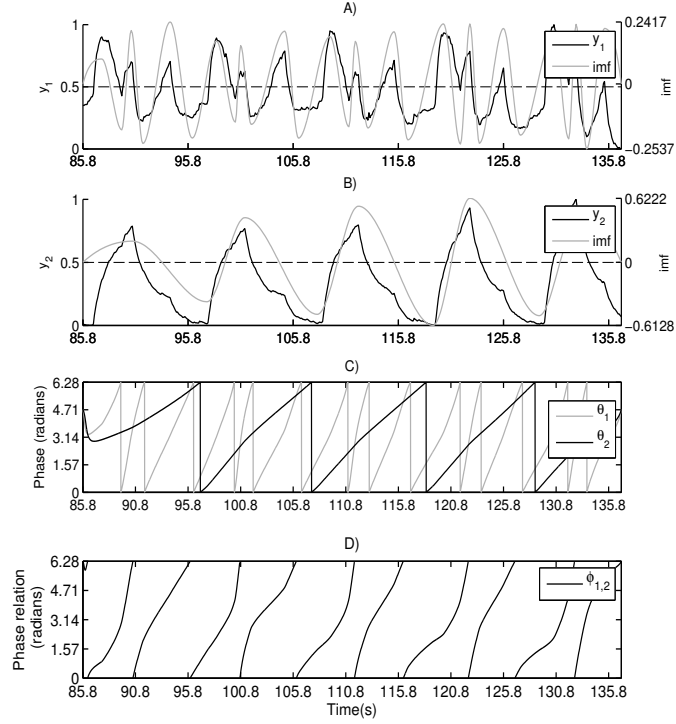 A)
1
0.5
0
y1
0.2417
0
−0.2537
imf
y1
imf
85.8 95.8 105.8 115.8 125.8 135.8
B)
1
0.5
0
y2
0.6222
0
−0.6128
imf
y2
imf
85.8 95.8 105.8 115.8 125.8 135.8
C)
6.28
4.71
3.14
1.57
0
Phase (radians)
θ1
θ2
85.8 90.8 95.8 100.8 105.8 110.8 115.8 120.8 125.8 130.8 135.8
D)
6.28
4.71
3.14
1.57
0
Phase relation
(radians)
ϕ1,2
85.8 90.8 95.8 100.8 105.8 110.8 115.8 120.8 125.8 130.8 135.8
Time(s)